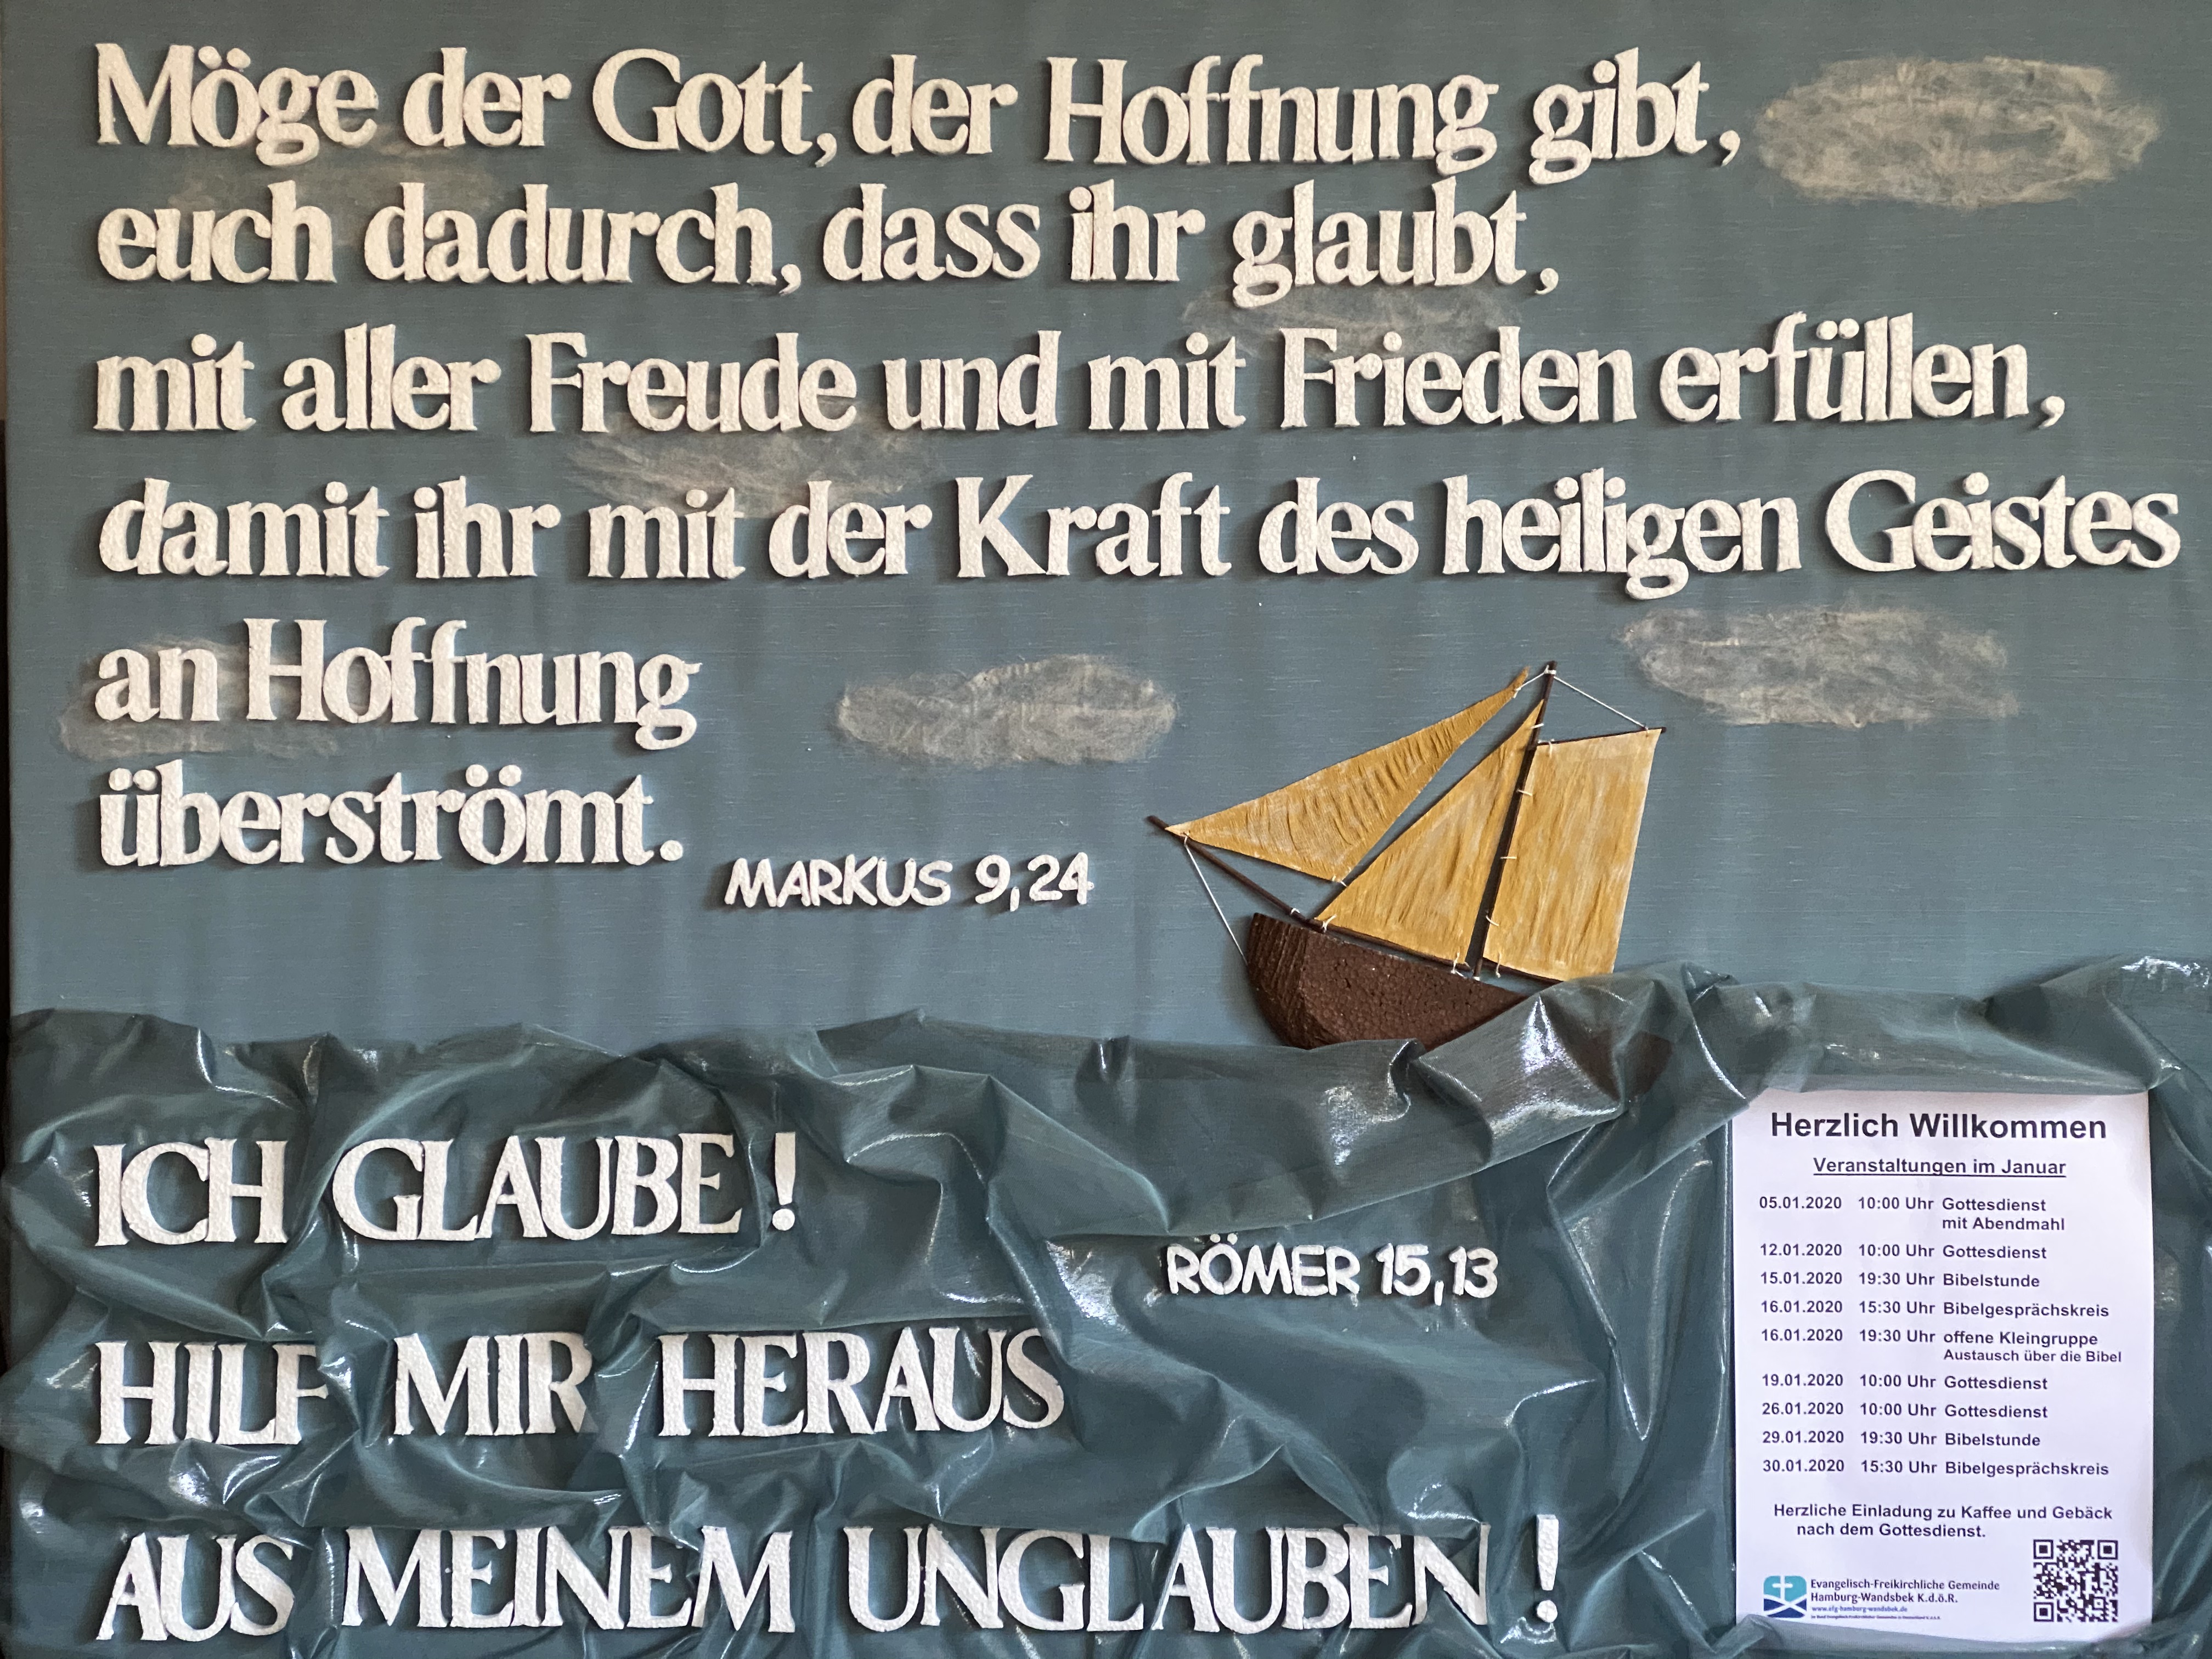 Möge der Gott, der Hoffnung gibt,
euch dadurch, dass ihr glaubt,
mit aller Freude und mit Frieden erfüllen,
damit ihr mit der Kraft des heiligen Geistes
an Hoffnung
überströmt.
MARKUS 9,24
ICH GLAUBE !
RÖMER 15,13
HILF MIR HERAUS
AUS MEINEM UNGLAUBEN !
Herzlich Willkommen
Veranstaltungen im Januar
05.01.2020 10:00 Uhr Gottesdienst
mit Abendmahl
12.01.2020 10:00 Uhr Gottesdienst
15.01.2020 19:30 Uhr Bibelstunde
16.01.2020 15:30 Uhr Bibelgesprächskreis
16.01.2020 19:30 Uhr offene Kleingruppe
Austausch über die Bibel
19.01.2020 10:00 Uhr Gottesdienst
26.01.2020 10:00 Uhr Gottesdienst
29.01.2020 19:30 Uhr Bibelstunde
30.01.2020 15:30 Uhr Bibelgesprächskreis
Herzliche Einladung zu Kaffee und Gebäck
nach dem Gottesdienst.
Evangelisch-Freikirchliche Gemeinde
Hamburg-Wandsbek K.d.ö.R.
www.efg-hamburg-wandsbek.de